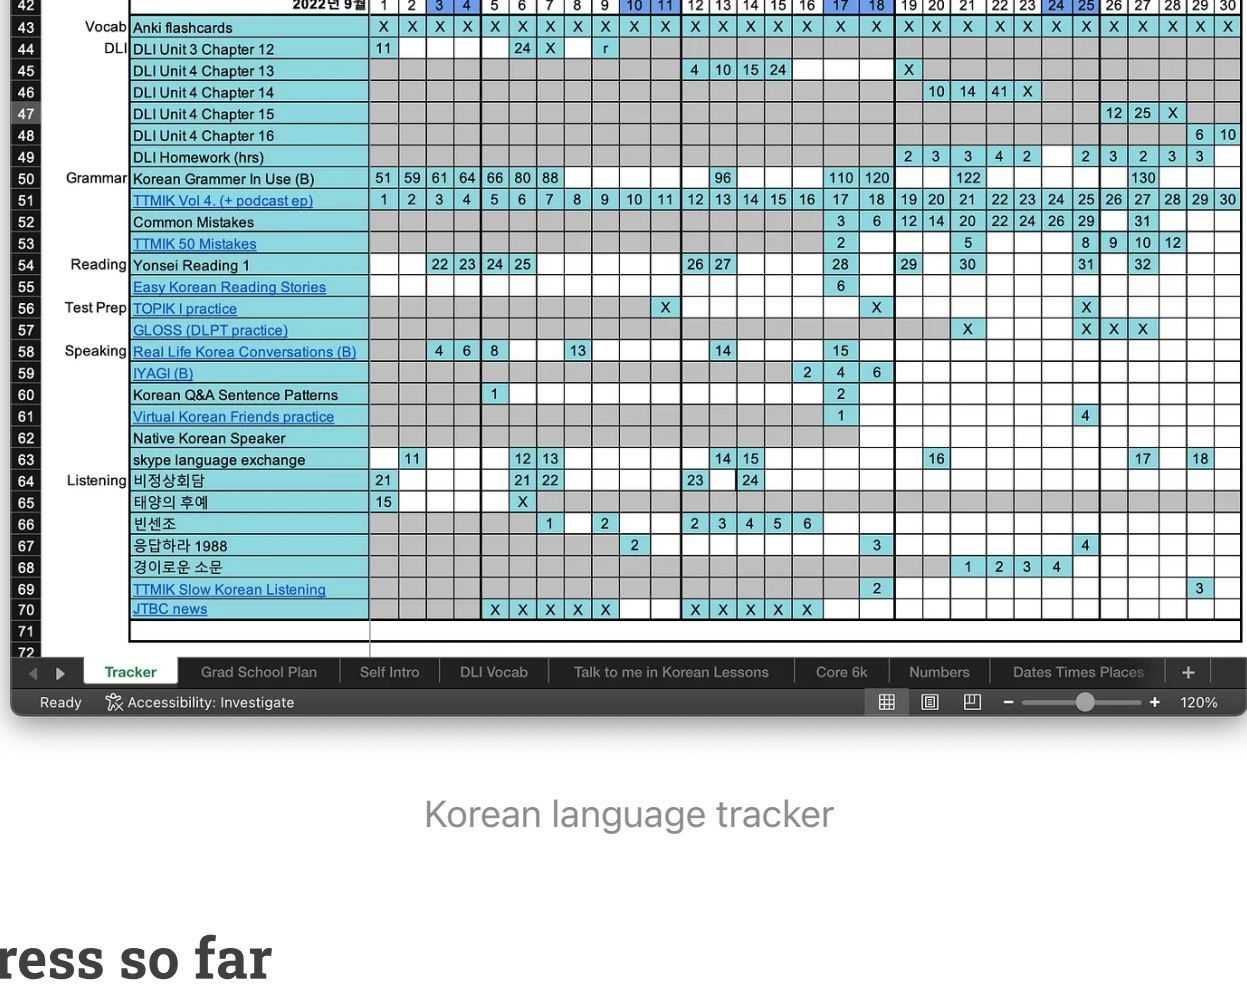 42 2022년 9월 1 2 3 4 5 6 7 8 9 10 11 12 13 14 15 16 17 18 19 20 21 22 23 24 25 26 27 28 29 30
43 Vocab Anki flashcards X X X X X X X X X X X X X X X X X X X X X X X X X X X X X X
44 DLI DLI Unit 3 Chapter 12 11 24 X r
45 DLI Unit 4 Chapter 13 4 10 15 24 X
46 DLI Unit 4 Chapter 14 10 14 41 X
47 DLI Unit 4 Chapter 15 12 25 X
48 DLI Unit 4 Chapter 16 6 10
49 DLI Homework (hrs) 2 3 3 4 2 2 3 2 3 3
50 Grammar Korean Grammer In Use (B) 51 59 61 64 66 80 88 96 110 120 122 130
51 TTMIK Vol 4. (+ podcast ep) 1 2 3 4 5 6 7 8 9 10 11 12 13 14 15 16 17 18 19 20 21 22 23 24 25 26 27 28 29 30
52 Common Mistakes 3 6 12 14 20 22 24 26 29 31
53 TTMIK 50 Mistakes 2 5 8 9 10 12
54 Reading Yonsei Reading 1 22 23 24 25 26 27 28 29 30 31 32
55 Easy Korean Reading Stories 6
56 Test Prep TOPIK I practice X X X
57 GLOSS (DLPT practice) X X X X
58 Speaking Real Life Korea Conversations (B) 4 6 8 13 14 15
59 IYAGI (B) 2 4 6
60 Korean Q&A Sentence Patterns 1 2
61 Virtual Korean Friends practice 1 4
62 Native Korean Speaker
63 skype language exchange 11 12 13 14 15 16 17 18
64 Listening 비정상회담 21 21 22 23 24
65 태양의 후예 15 X
66 빈센조 1 2 2 3 4 5 6
67 응답하라 1988 2 3 4
68 경이로운 소문 1 2 3 4
69 TTMIK Slow Korean Listening 2 3
70 JTBC news X X X X X X X X X X
71
72
Tracker Grad School Plan Self Intro DLI Vocab Talk to me in Korean Lessons Core 6k Numbers Dates Times Places +
Ready Accessibility: Investigate − + 120%
Korean language tracker
ress so far